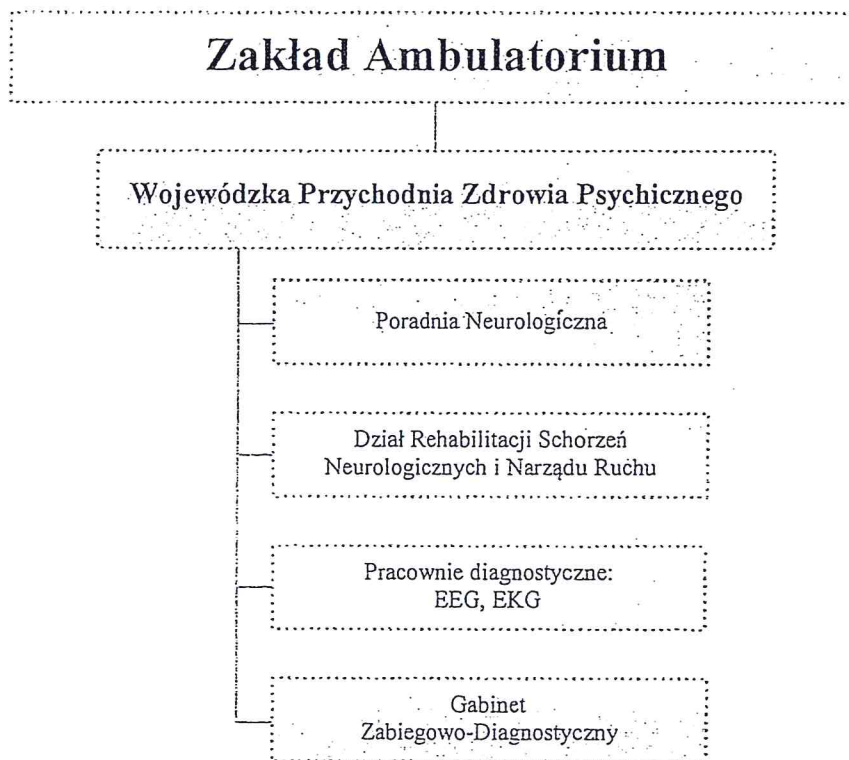 Zakład Ambulatorium
Wojewódzka Przychodnia Zdrowia Psychicznego
Poradnia Neurologiczna
Dział Rehabilitacji Schorzeń
Neurologicznych i Narządu Ruchu
Pracownie diagnostyczne:
EEG, EKG
Gabinet
Zabiegowo-Diagnostyczny